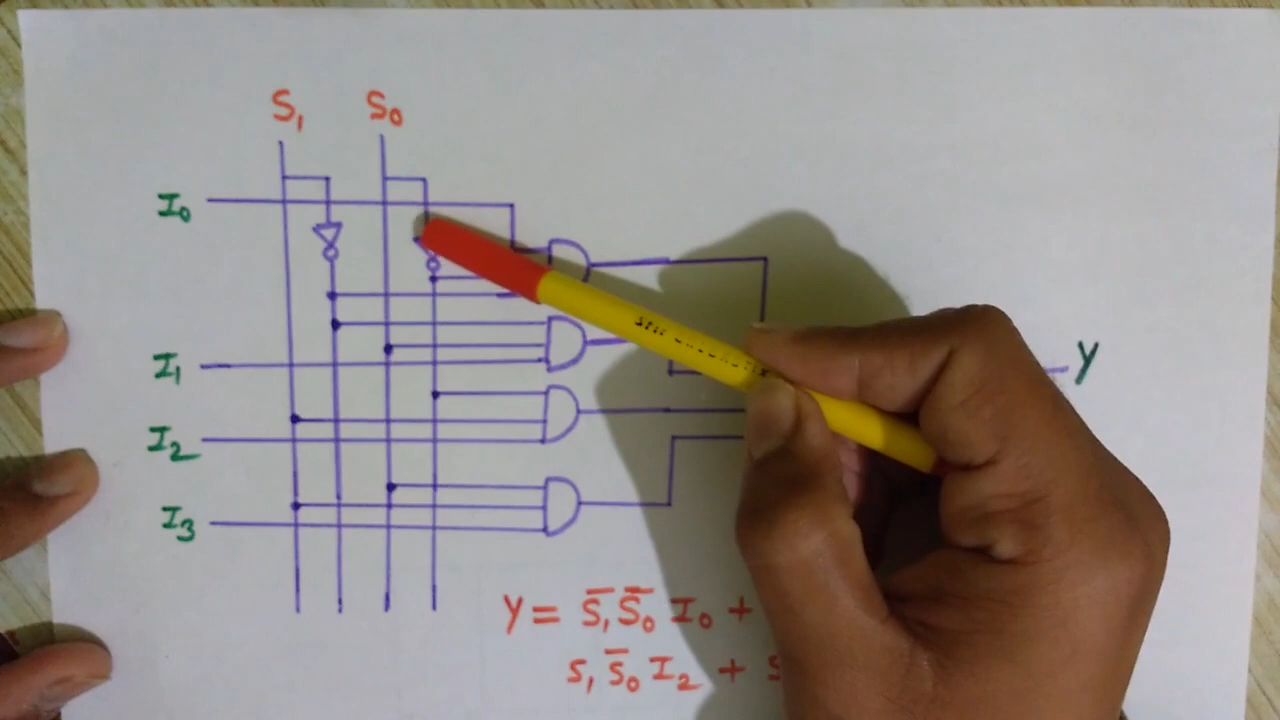 S₁ S₀
I₀
I₁
Y
I₂
I₃
Y = S̅₁S̅₀ I₀ +
S₁ S̅₀ I₂ +